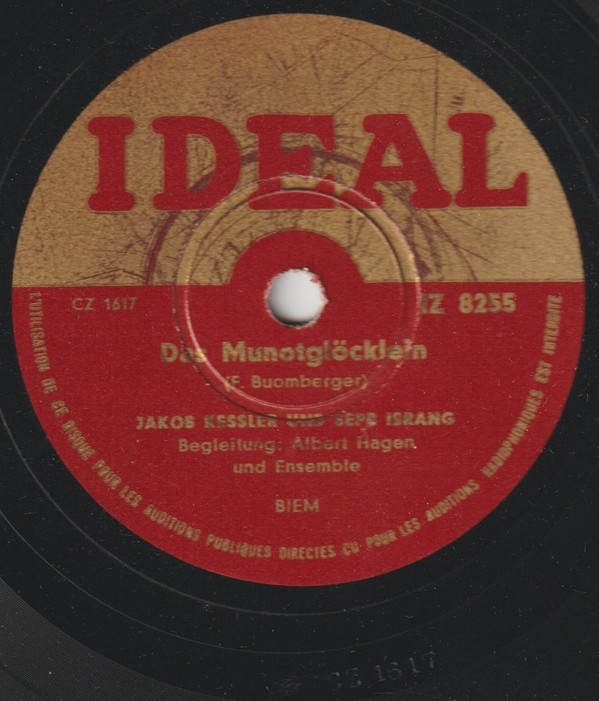 IDEAL
CZ 1617
8255
Das Munotglöcklein
(F. Buomberger)
JAKOB KESSLER UND SEPP ISRANG
Begleitung: Albert Hagen
und Ensemble
BIEM
L'UTILISATION DE CE DISQUE POUR LES AUDITIONS PUBLIQUES DIRECTES OU POUR LES AUDITIONS RADIOPHONIQUES EST INTERDITE.
CZ 1617